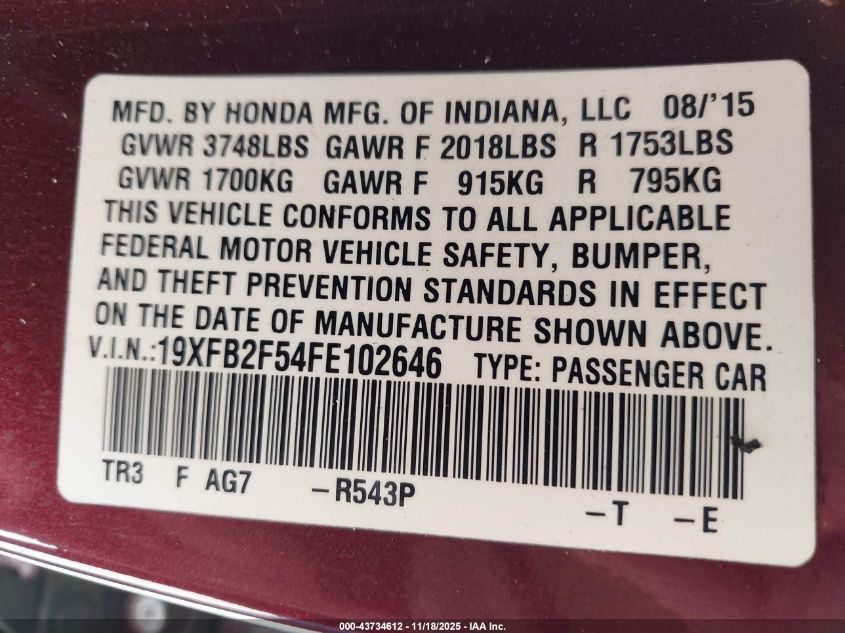 MFD. BY HONDA MFG. OF INDIANA, LLC 08/'15
GVWR 3748LBS GAWR F 2018LBS R 1753LBS
GVWR 1700KG GAWR F 915KG R 795KG
THIS VEHICLE CONFORMS TO ALL APPLICABLE
FEDERAL MOTOR VEHICLE SAFETY, BUMPER,
AND THEFT PREVENTION STANDARDS IN EFFECT
ON THE DATE OF MANUFACTURE SHOWN ABOVE.
V.I.N.:19XFB2F54FE102646 TYPE: PASSENGER CAR
TR3 F AG7 -R543P -T -E
000-43734612 - 11/18/2025 - IAA Inc.